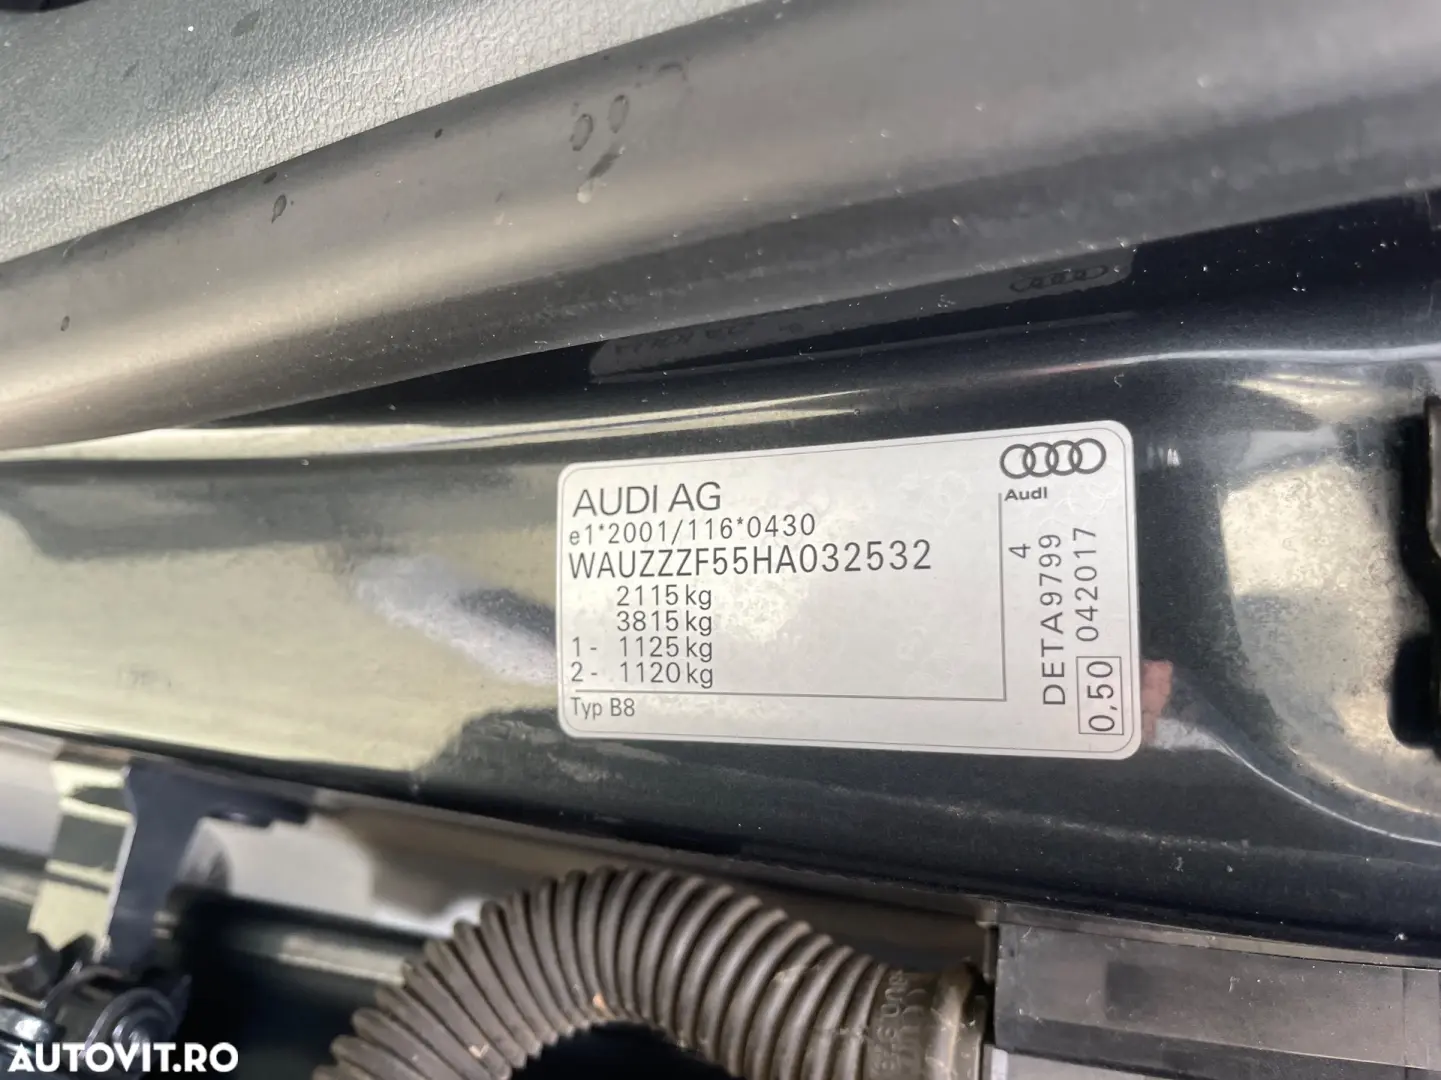 AUDI AG
e1*2001/116*0430
WAUZZZF55HA032532
2115 kg
3815 kg
1- 1125 kg
2- 1120 kg
Typ B8
Audi
4
DETA9799
0,50 042017
AUTOVIT.RO